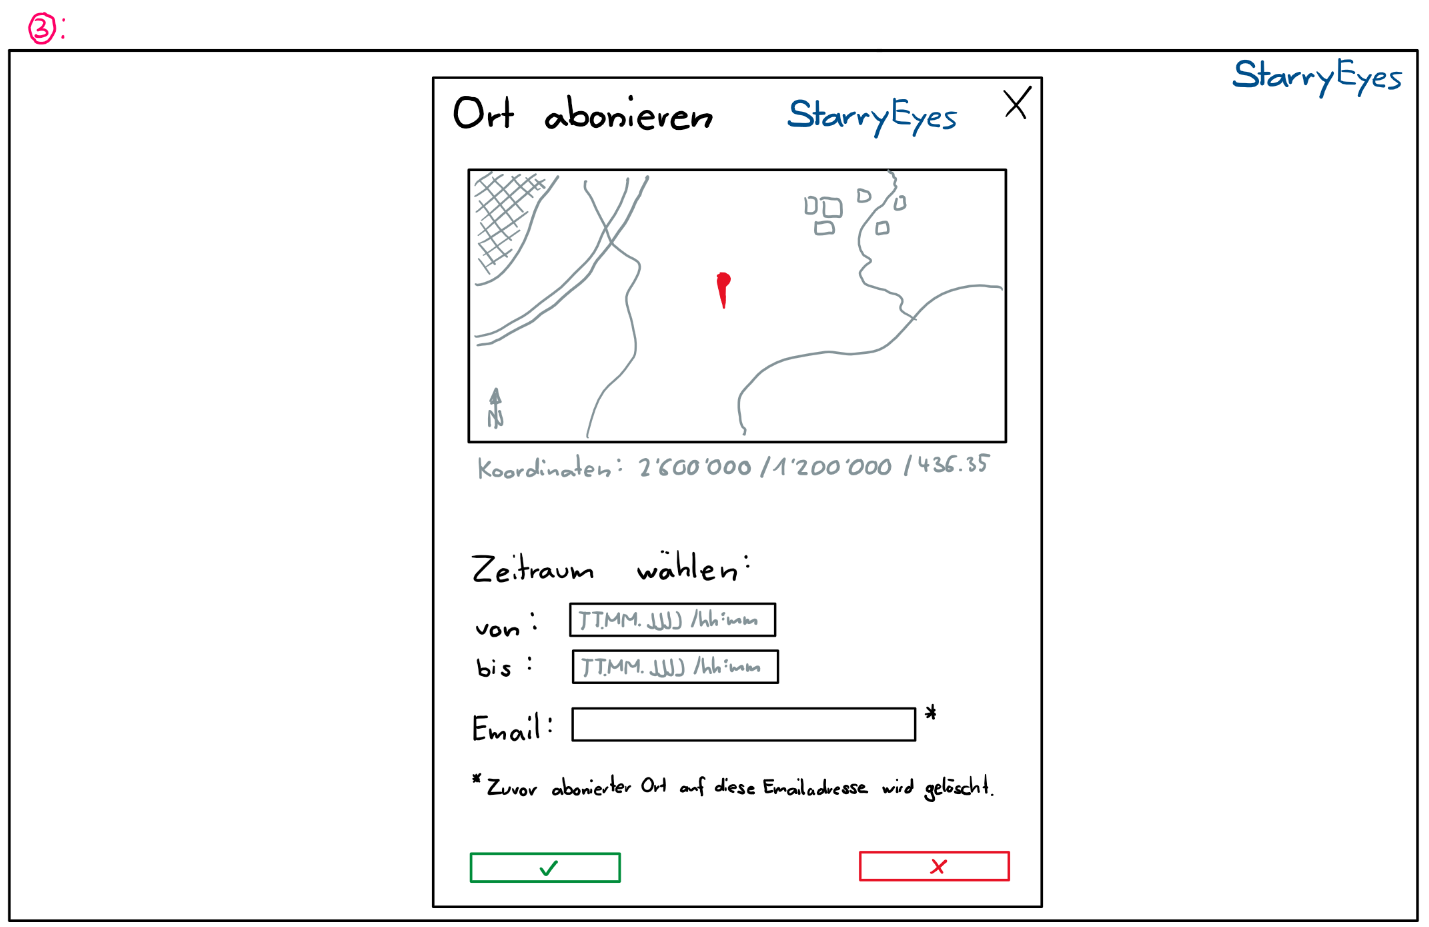 ③:
StarryEyes
Ort abonieren StarryEyes X
N
Koordinaten: 2'600'000 / 1'200'000 / 436.35
Zeitraum wählen:
von: TT.MM.JJJJ / hh:mm
bis: TT.MM.JJJJ / hh:mm
Email: *
* Zuvor abonierter Ort auf diese Emailadresse wird gelöscht.